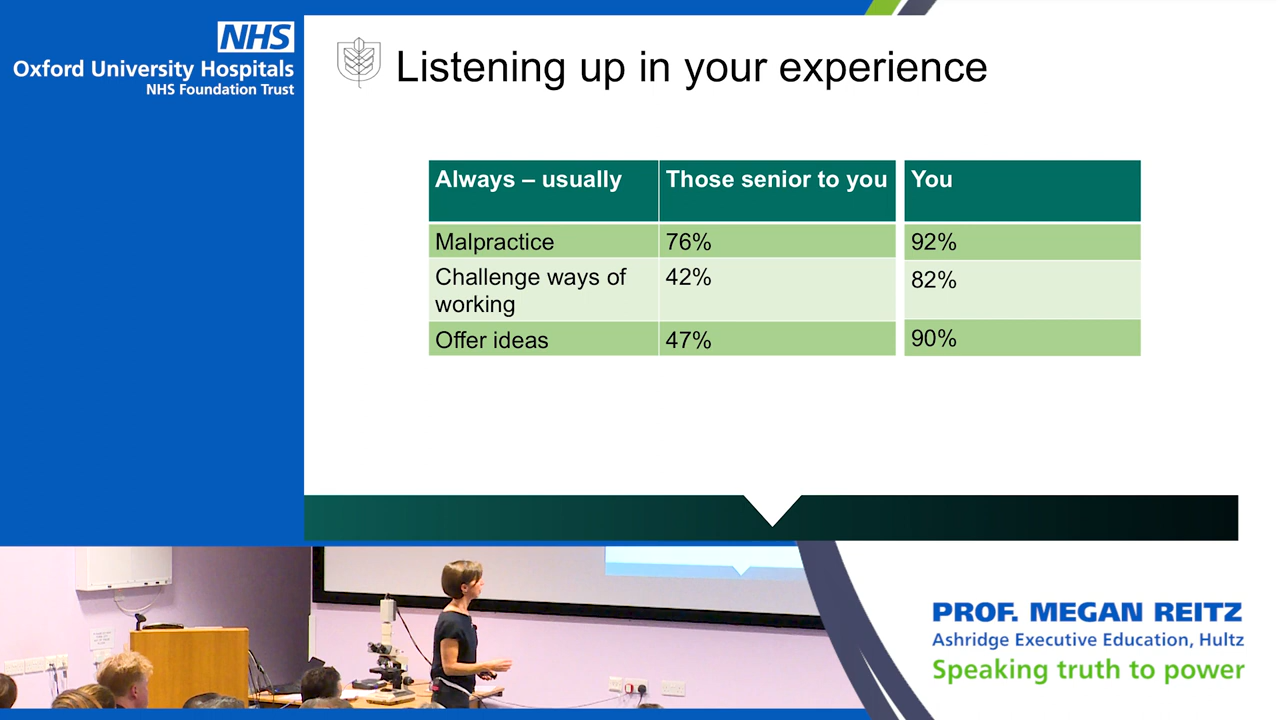 NHS
Oxford University Hospitals
NHS Foundation Trust
Listening up in your experience
Always – usually Those senior to you You
Malpractice 76% 92%
Challenge ways of 42% 82%
working
Offer ideas 47% 90%
PROF. MEGAN REITZ
Ashridge Executive Education, Hultz
Speaking truth to power